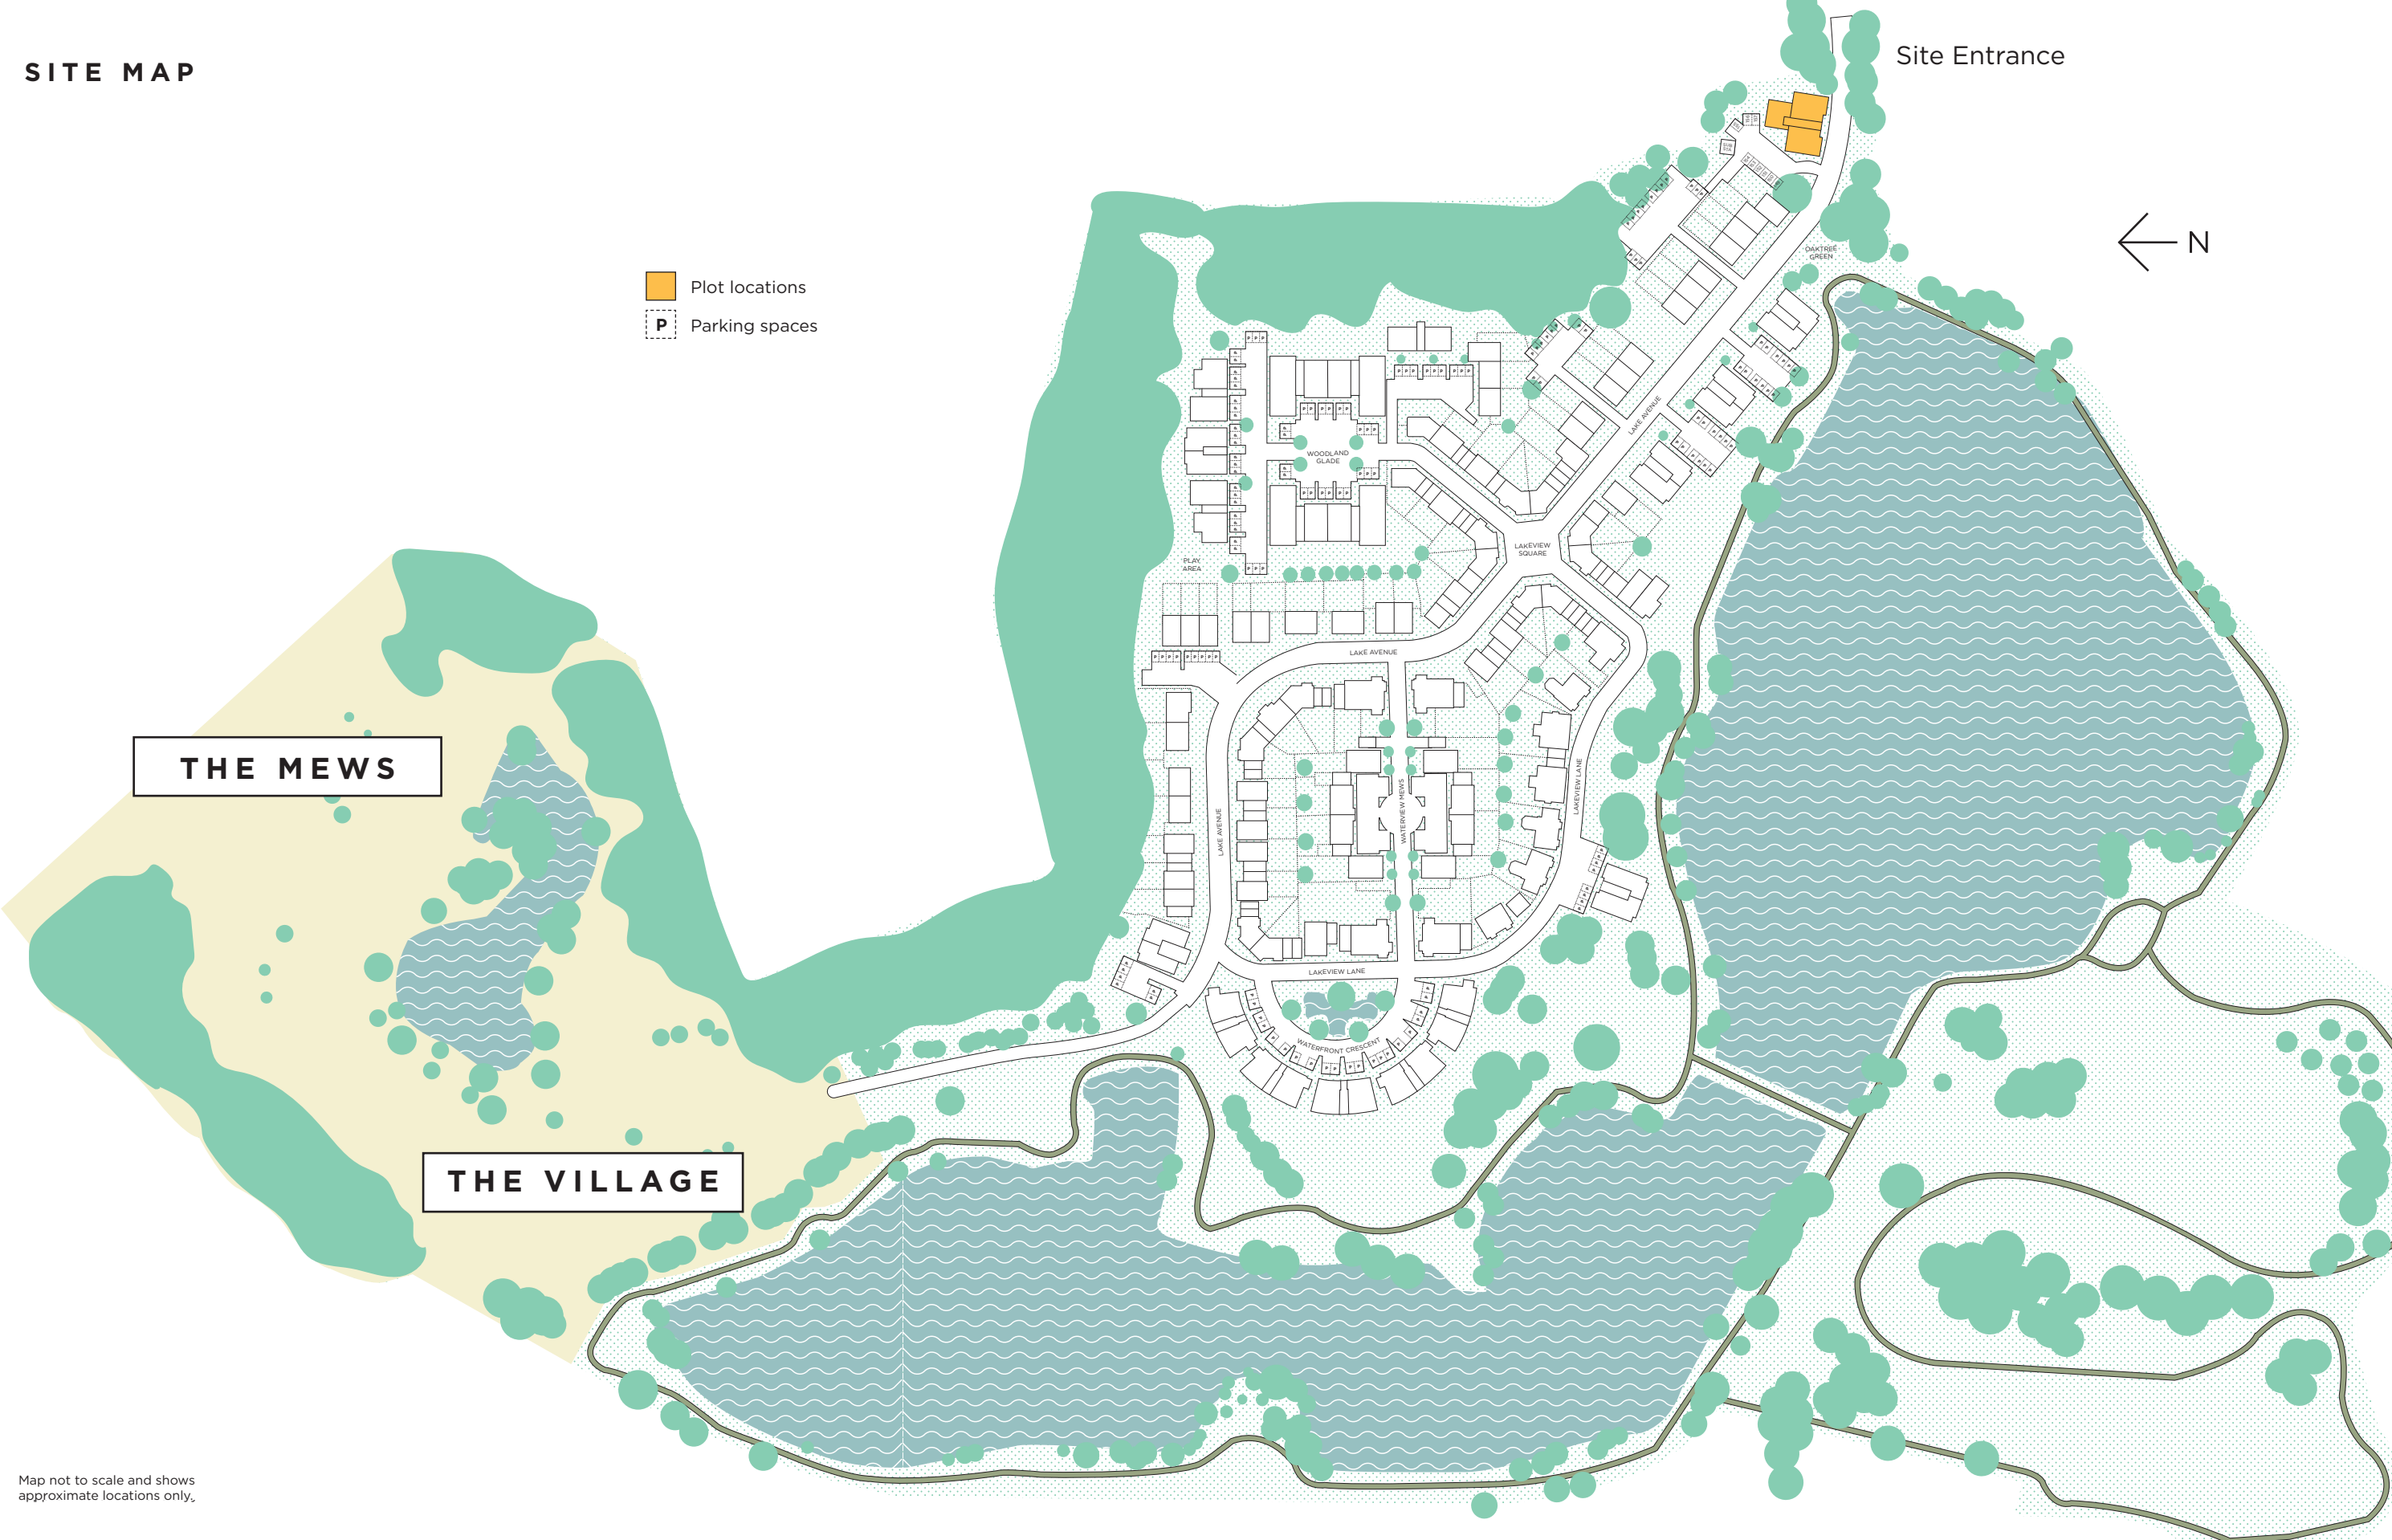 SITE MAP
Site Entrance
N
Plot locations
P Parking spaces
OAKTREE
GREEN
LAKE AVENUE
WOODLAND
GLADE
LAKEVIEW
SQUARE
PLAY
AREA
LAKE AVENUE
THE MEWS
LAKEVIEW LANE
WATERVIEW MEWS
LAKE AVENUE
LAKEVIEW LANE
WATERFRONT CRESCENT
THE VILLAGE
Map not to scale and shows
approximate locations only.